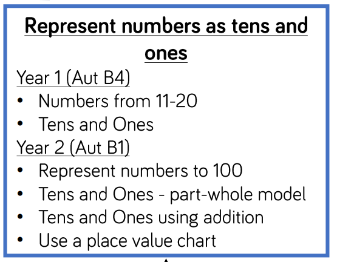 Represent numbers as tens and
ones
Year 1 (Aut B4)
• Numbers from 11-20
• Tens and Ones
Year 2 (Aut B1)
• Represent numbers to 100
• Tens and Ones - part-whole model
• Tens and Ones using addition
• Use a place value chart